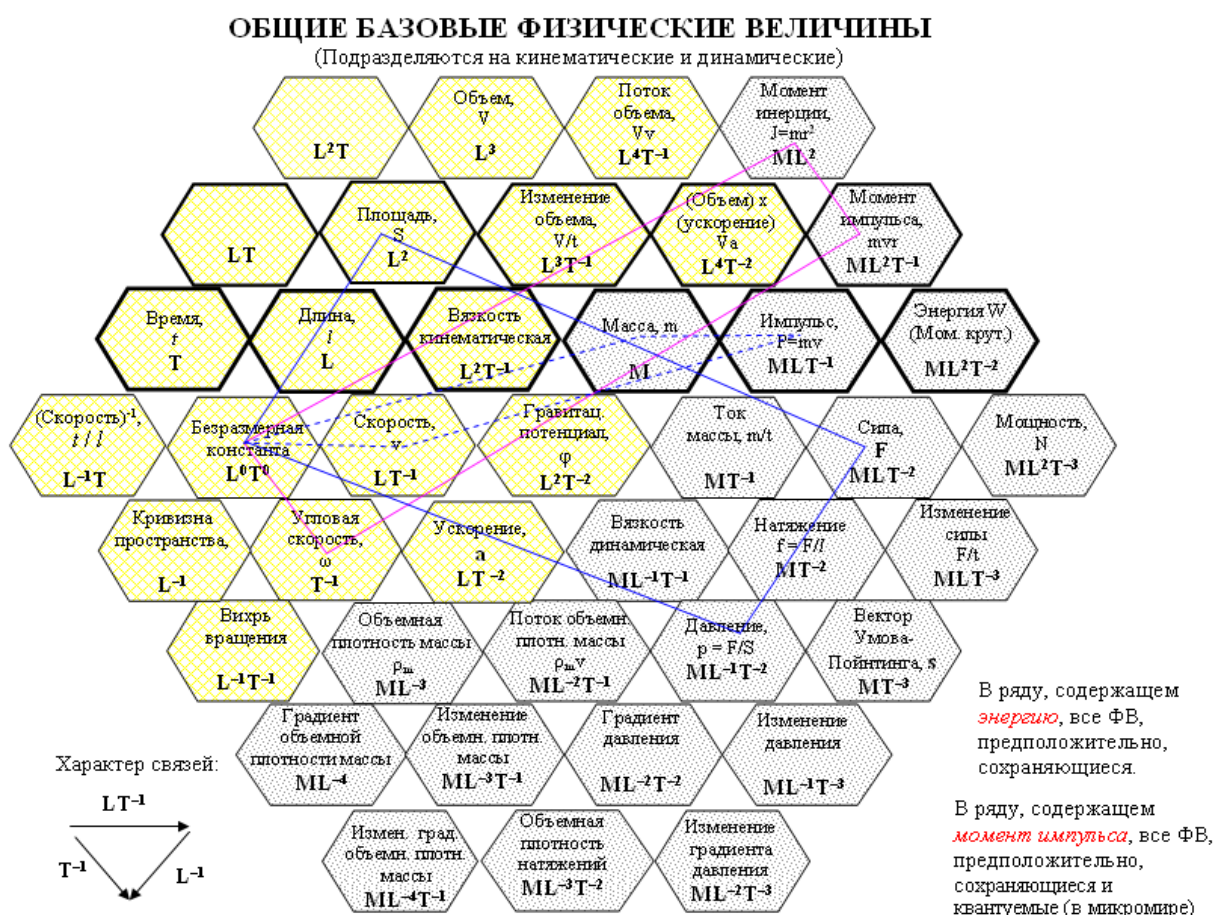 ОБЩИЕ БАЗОВЫЕ ФИЗИЧЕСКИЕ ВЕЛИЧИНЫ
(Подразделяются на кинематические и динамические)
L²T
Объем,
V
L³
Поток
объема,
Vv
L⁴T⁻¹
Момент
инерции,
J=mr²
ML²
LT
Площадь,
S
L²
Изменение
объема,
V/t
L³T⁻¹
(Объем) x
(ускорение)
Va
L⁴T⁻²
Момент
импульса,
mvr
ML²T⁻¹
Время,
t
T
Длина,
l
L
Вязкость
кинематическая
L²T⁻¹
Масса, m
M
Импульс,
P=mv
MLT⁻¹
Энергия W
(Мом. крут.)
ML²T⁻²
(Скорость)⁻¹,
t / l
L⁻¹T
Безразмерная
константа
L⁰T⁰
Скорость,
v
LT⁻¹
Гравитац.
потенциал,
φ
L²T⁻²
Ток
массы, m/t
MT⁻¹
Сила,
F
MLT⁻²
Мощность,
N
ML²T⁻³
Кривизна
пространства,
L⁻¹
Угловая
скорость,
ω
T⁻¹
Ускорение,
a
LT⁻²
Вязкость
динамическая
ML⁻¹T⁻¹
Натяжение
f = F/l
MT⁻²
Изменение
силы
F/t
MLT⁻³
Вихрь
вращения
L⁻¹T⁻¹
Объемная
плотность массы
ρₘ
ML⁻³
Поток объемн.
плотн. массы
ρₘv
ML⁻²T⁻¹
Давление,
p = F/S
ML⁻¹T⁻²
Вектор
Умова-
Пойнтинга, s
MT⁻³
Градиент
объемной
плотности массы
ML⁻⁴
Изменение
объемн. плотн.
массы
ML⁻³T⁻¹
Градиент
давления
ML⁻²T⁻²
Изменение
давления
ML⁻¹T⁻³
Измен. град.
объемн. плотн.
массы
ML⁻⁴T⁻¹
Объемная
плотность
натяжений
ML⁻³T⁻²
Изменение
градиента
давления
ML⁻²T⁻³
Характер связей:
LT⁻¹
T⁻¹
L⁻¹
В ряду, содержащем
энергию, все ФВ,
предположительно,
сохраняющиеся.
В ряду, содержащем
момент импульса, все ФВ,
предположительно,
сохраняющиеся и
квантуемые (в микромире)